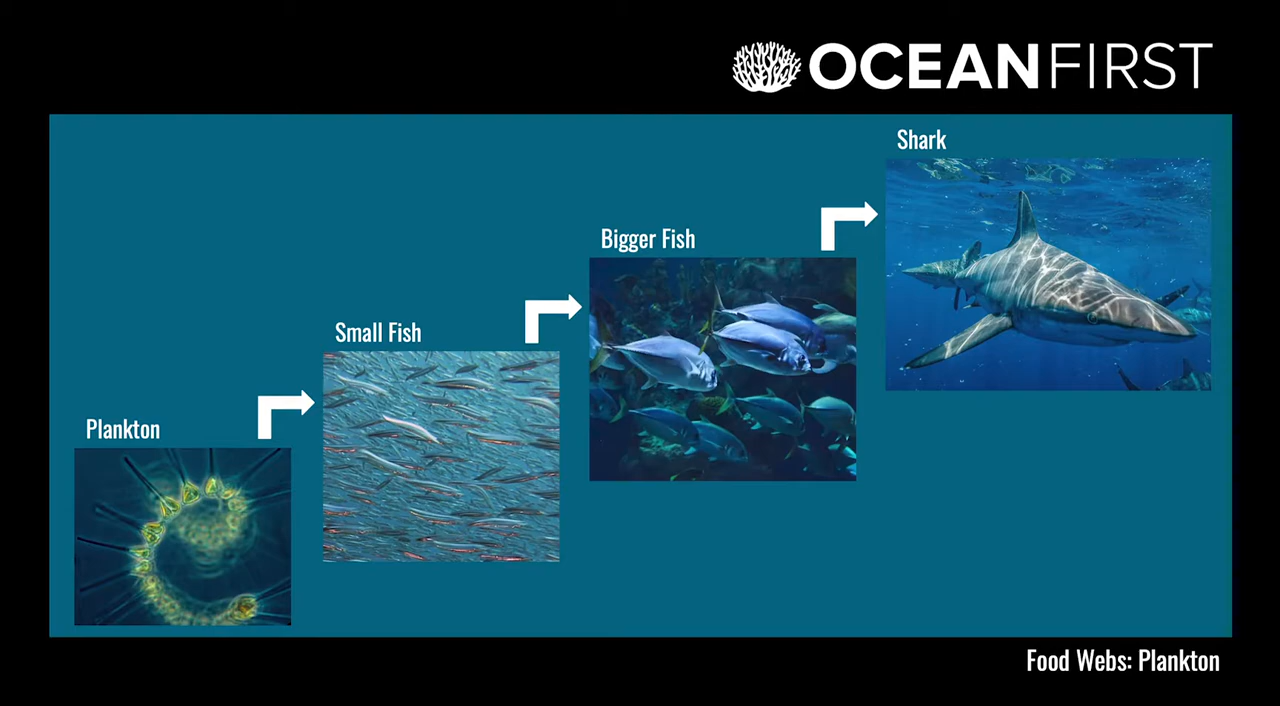 OCEANFIRST
Shark
Bigger Fish
Small Fish
Plankton
Food Webs: Plankton